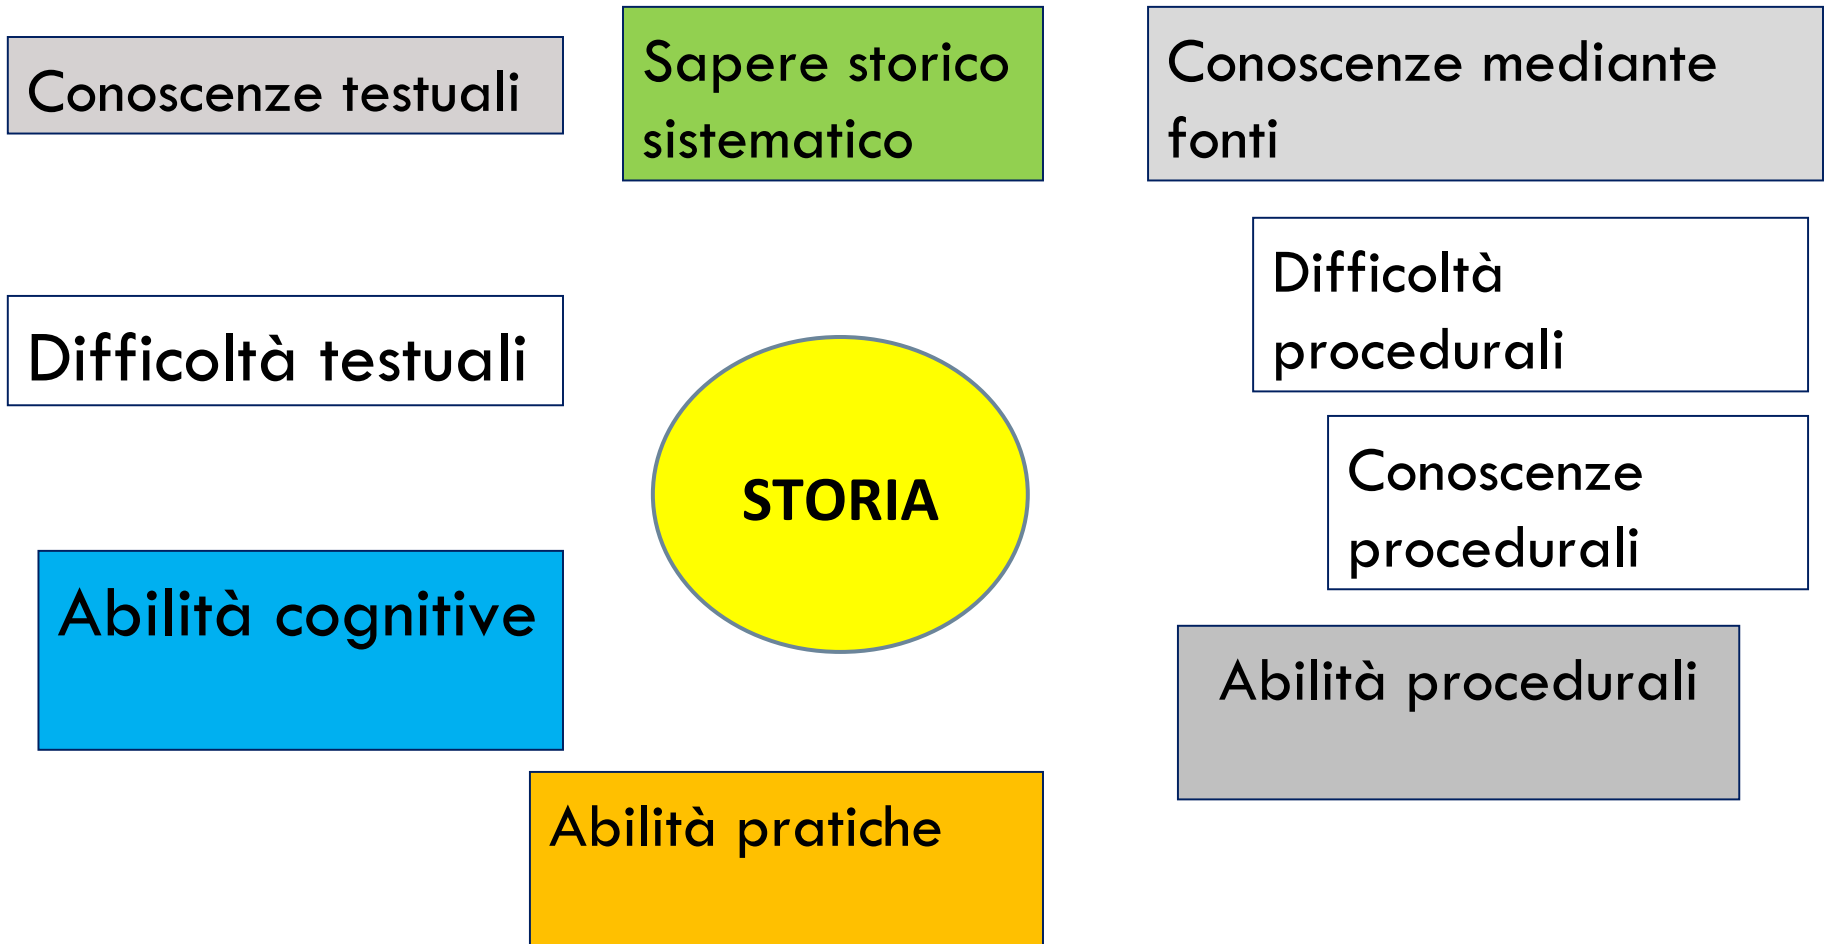 Conoscenze testuali
Sapere storico
sistematico
Conoscenze mediante
fonti
Difficoltà testuali
Difficoltà
procedurali
STORIA
Conoscenze
procedurali
Abilità cognitive
Abilità procedurali
Abilità pratiche